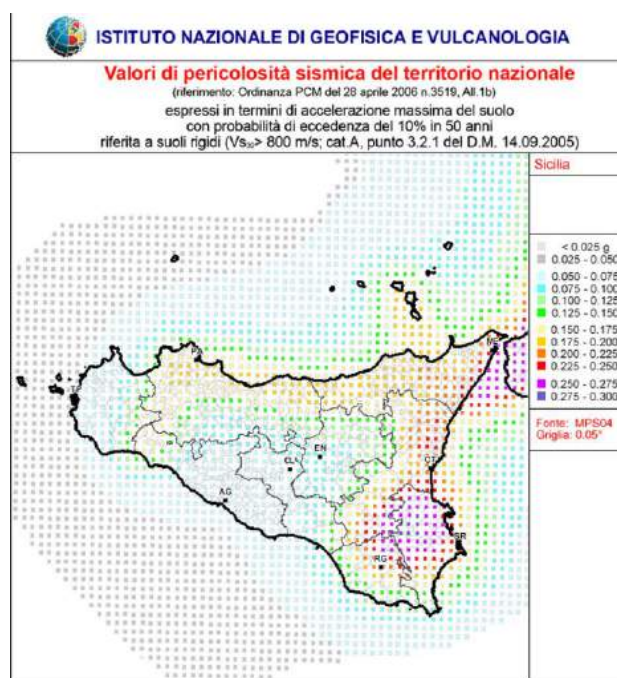 ISTITUTO NAZIONALE DI GEOFISICA E VULCANOLOGIA
Valori di pericolosità sismica del territorio nazionale
(riferimento: Ordinanza PCM del 28 aprile 2006 n.3519, All.1b)
espressi in termini di accelerazione massima del suolo
con probabilità di eccedenza del 10% in 50 anni
riferita a suoli rigidi (Vs₃₀> 800 m/s; cat.A, punto 3.2.1 del D.M. 14.09.2005)
Sicilia
< 0.025 g
0.025 - 0.050
0.050 - 0.075
0.075 - 0.100
0.100 - 0.125
0.125 - 0.150
0.150 - 0.175
0.175 - 0.200
0.200 - 0.225
0.225 - 0.250
0.250 - 0.275
0.275 - 0.300
Fonte: MPS04
Griglia: 0.05°
ME
PA
EN
CL
CT
AG
SR
RG